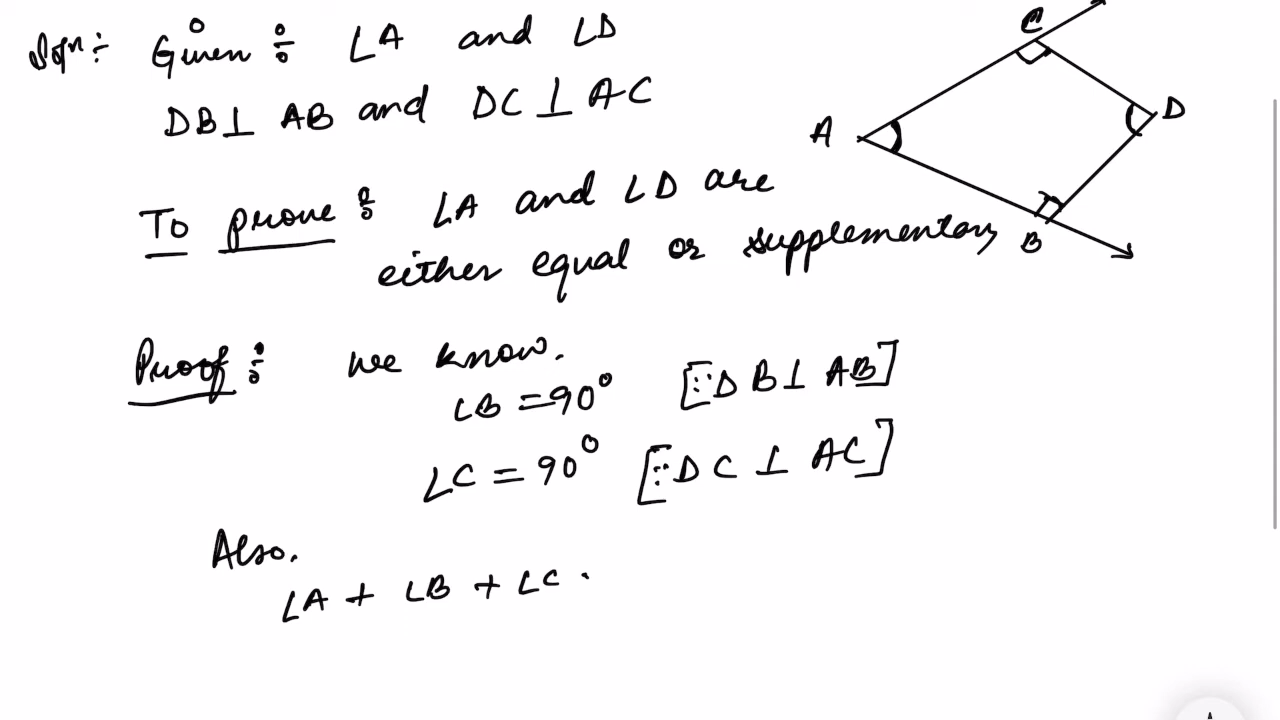 Solⁿ :- Given : ∠A and ∠D
DB ⊥ AB and DC ⊥ AC
To prove : ∠A and ∠D are
either equal or supplementary
Proof : we know.
∠B = 90° [∵ DB ⊥ AB]
∠C = 90° [∵ DC ⊥ AC]
Also.
∠A + ∠B + ∠C
C
A
D
B